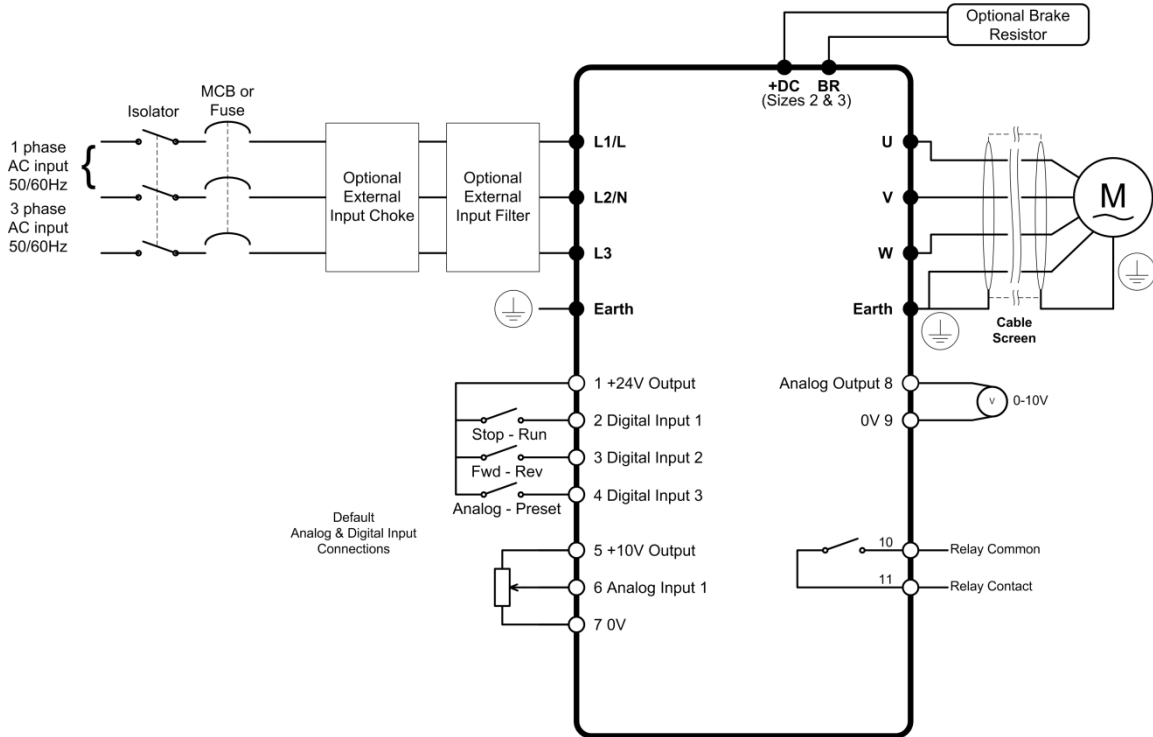 Optional Brake
Resistor
+DC BR
(Sizes 2 & 3)
Isolator
MCB or
Fuse
1 phase
AC input
50/60Hz
3 phase
AC input
50/60Hz
Optional
External
Input Choke
Optional
External
Input Filter
L1/L
L2/N
L3
Earth
U
V
W
Earth
M
Cable
Screen
1 +24V Output
2 Digital Input 1
3 Digital Input 2
4 Digital Input 3
Stop - Run
Fwd - Rev
Analog - Preset
Default
Analog & Digital Input
Connections
5 +10V Output
6 Analog Input 1
7 0V
Analog Output 8
0V 9
V
0-10V
10
Relay Common
11
Relay Contact